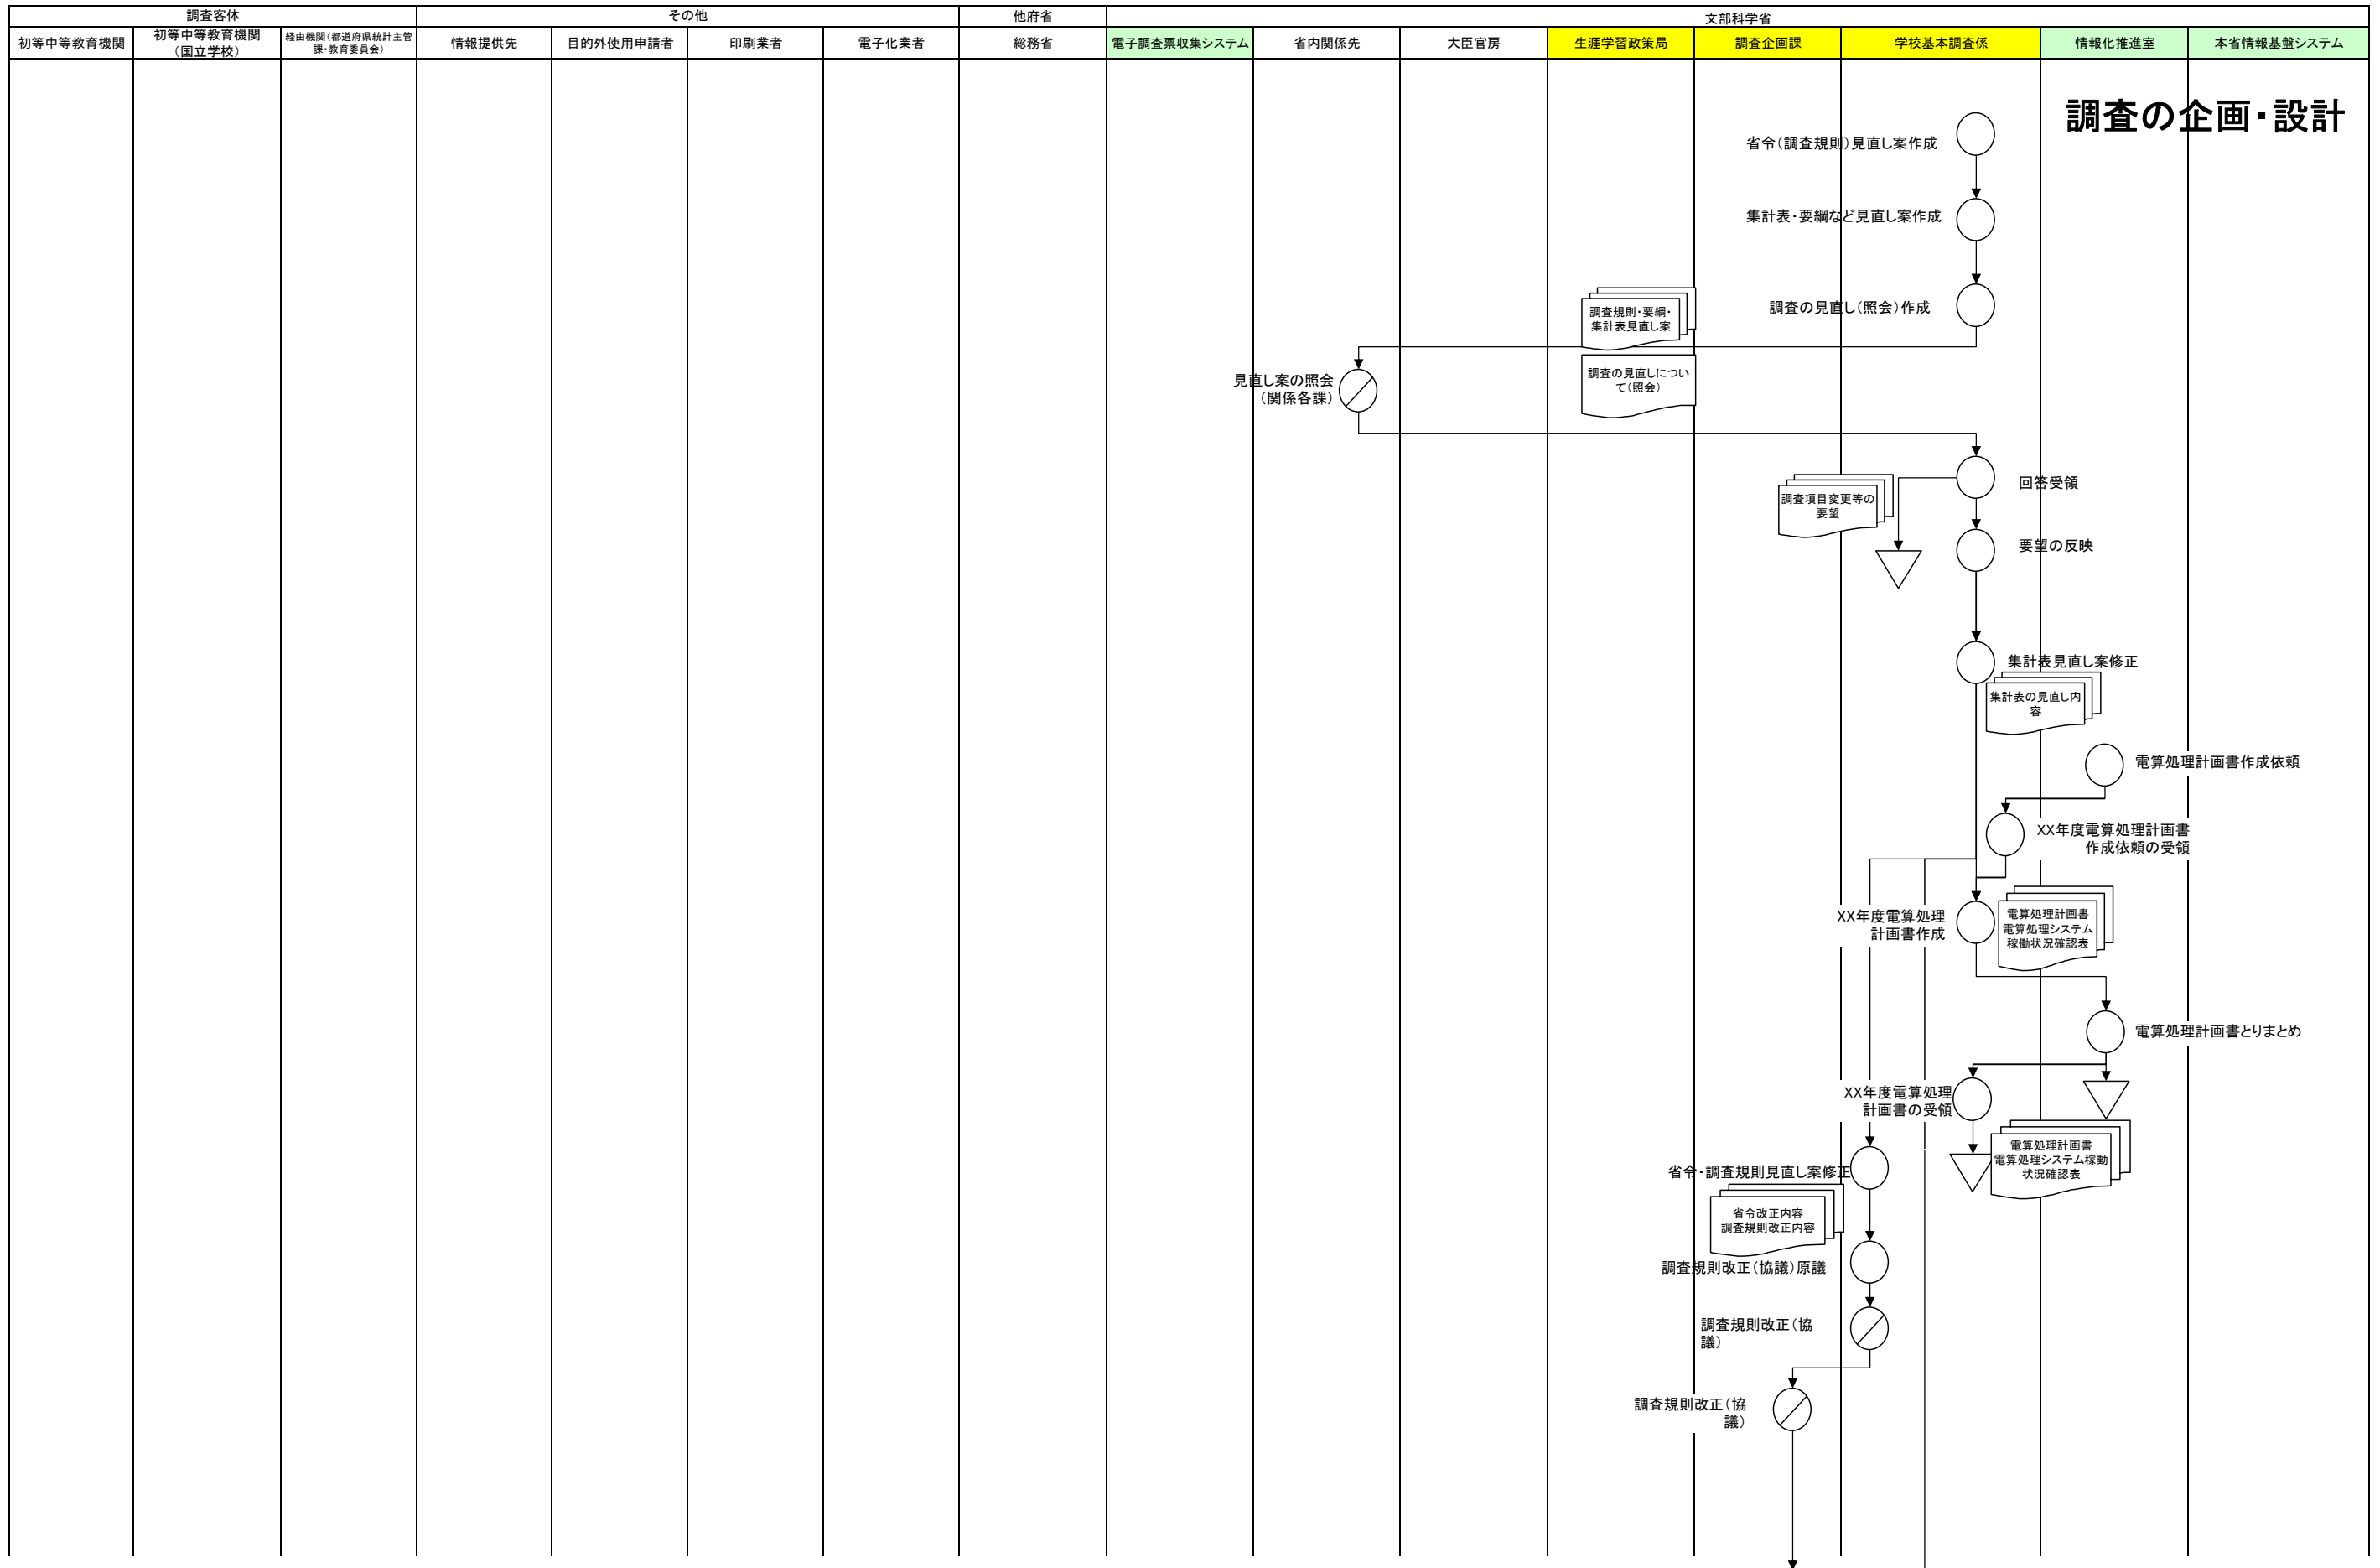 調査客体
その他
他府省
文部科学省
初等中等教育機関
初等中等教育機関
（国立学校）
経由機関（都道府県統計主管
課・教育委員会）
情報提供先
目的外使用申請者
印刷業者
電子化業者
総務省
電子調査票収集システム
省内関係先
大臣官房
生涯学習政策局
調査企画課
学校基本調査係
情報化推進室
本省情報基盤システム
調査の企画・設計
省令（調査規則）見直し案作成
集計表・要綱など見直し案作成
調査の見直し（照会）作成
調査規則・要綱・
集計表見直し案
調査の見直しについ
て（照会）
見直し案の照会
（関係各課）
回答受領
調査項目変更等の
要望
要望の反映
集計表見直し案修正
集計表の見直し内
容
電算処理計画書作成依頼
XX年度電算処理計画書
作成依頼の受領
XX年度電算処理
計画書作成
電算処理計画書
電算処理システム
稼働状況確認表
電算処理計画書とりまとめ
XX年度電算処理
計画書の受領
電算処理計画書
電算処理システム稼動
状況確認表
省令・調査規則見直し案修正
省令改正内容
調査規則改正内容
調査規則改正（協議）原議
調査規則改正（協
議）
調査規則改正（協
議）